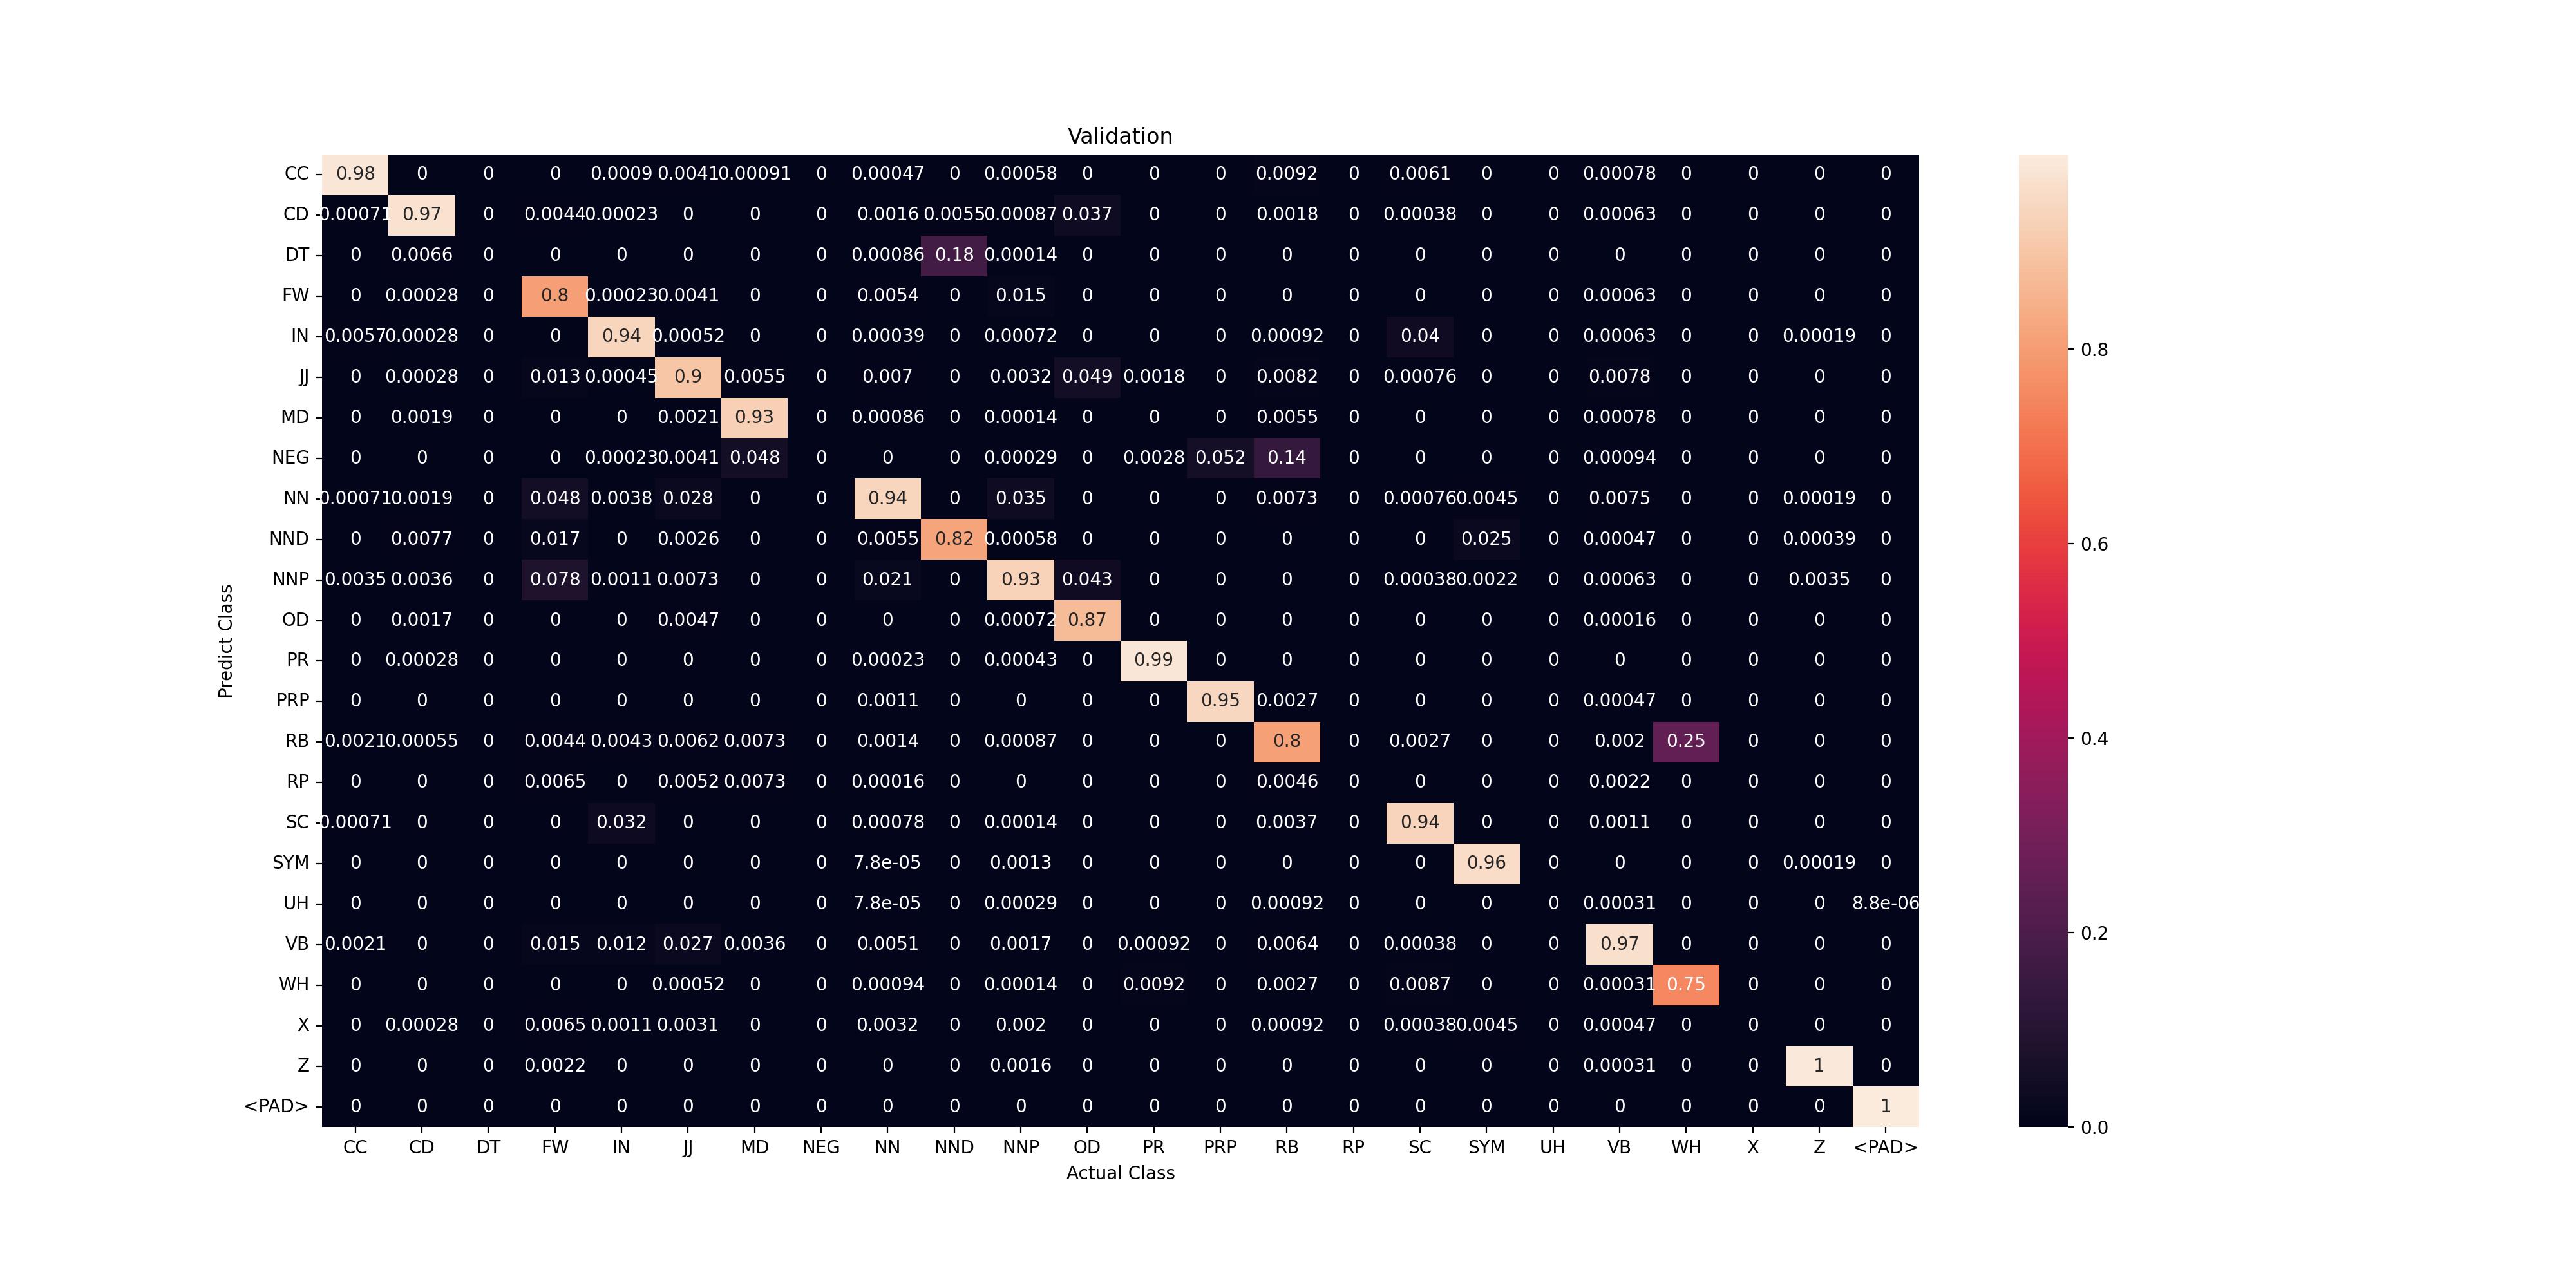 Validation
CC 0.98 0 0 0 0.0009 0.0041 0.00091 0 0.00047 0 0.00058 0 0 0 0.0092 0 0.0061 0 0 0.00078 0 0 0 0
CD 0.00071 0.97 0 0.0044 0.00023 0 0 0 0.0016 0.0055 0.00087 0.037 0 0 0.0018 0 0.00038 0 0 0.00063 0 0 0 0
DT 0 0.0066 0 0 0 0 0 0 0.00086 0.18 0.00014 0 0 0 0 0 0 0 0 0 0 0 0 0
FW 0 0.00028 0 0.8 0.00023 0.0041 0 0 0.0054 0 0.015 0 0 0 0 0 0 0 0 0.00063 0 0 0 0
IN 0.0057 0.00028 0 0 0.94 0.00052 0 0 0.00039 0 0.00072 0 0 0 0.00092 0 0.04 0 0 0.00063 0 0 0.00019 0
JJ 0 0.00028 0 0.013 0.00045 0.9 0.0055 0 0.007 0 0.0032 0.049 0.0018 0 0.0082 0 0.00076 0 0 0.0078 0 0 0 0
MD 0 0.0019 0 0 0 0.0021 0.93 0 0.00086 0 0.00014 0 0 0 0.0055 0 0 0 0 0.00078 0 0 0 0
NEG 0 0 0 0 0.00023 0.0041 0.048 0 0 0 0.00029 0 0.0028 0.052 0.14 0 0 0 0 0.00094 0 0 0 0
NN 0.00071 0.0019 0 0.048 0.0038 0.028 0 0 0.94 0 0.035 0 0 0 0.0073 0 0.00076 0.0045 0 0.0075 0 0 0.00019 0
NND 0 0.0077 0 0.017 0 0.0026 0 0 0.0055 0.82 0.00058 0 0 0 0 0 0 0.025 0 0.00047 0 0 0.00039 0
NNP 0.0035 0.0036 0 0.078 0.0011 0.0073 0 0 0.021 0 0.93 0.043 0 0 0 0 0.00038 0.0022 0 0.00063 0 0 0.0035 0
OD 0 0.0017 0 0 0 0.0047 0 0 0 0 0.00072 0.87 0 0 0 0 0 0 0 0.00016 0 0 0 0
PR 0 0.00028 0 0 0 0 0 0 0.00023 0 0.00043 0 0.99 0 0 0 0 0 0 0 0 0 0 0
PRP 0 0 0 0 0 0 0 0 0.0011 0 0 0 0 0.95 0.0027 0 0 0 0 0.00047 0 0 0 0
RB 0.0021 0.00055 0 0.0044 0.0043 0.0062 0.0073 0 0.0014 0 0.00087 0 0 0 0.8 0 0.0027 0 0 0.002 0.25 0 0 0
RP 0 0 0 0.0065 0 0.0052 0.0073 0 0.00016 0 0 0 0 0 0.0046 0 0 0 0 0.0022 0 0 0 0
SC 0.00071 0 0 0 0.032 0 0 0 0.00078 0 0.00014 0 0 0 0.0037 0 0.94 0 0 0.0011 0 0 0 0
SYM 0 0 0 0 0 0 0 0 7.8e-05 0 0.0013 0 0 0 0 0 0 0.96 0 0 0 0 0.00019 0
UH 0 0 0 0 0 0 0 0 7.8e-05 0 0.00029 0 0 0 0.00092 0 0 0 0 0.00031 0 0 0 8.8e-06
VB 0.0021 0 0 0.015 0.012 0.027 0.0036 0 0.0051 0 0.0017 0 0.00092 0 0.0064 0 0.00038 0 0 0.97 0 0 0 0
WH 0 0 0 0 0 0.00052 0 0 0.00094 0 0.00014 0 0.0092 0 0.0027 0 0.0087 0 0 0.00031 0.75 0 0 0
X 0 0.00028 0 0.0065 0.0011 0.0031 0 0 0.0032 0 0.002 0 0 0 0.00092 0 0.00038 0.0045 0 0.00047 0 0 0 0
Z 0 0 0 0.0022 0 0 0 0 0 0 0.0016 0 0 0 0 0 0 0 0 0.00031 0 0 1 0
<PAD> 0 0 0 0 0 0 0 0 0 0 0 0 0 0 0 0 0 0 0 0 0 0 0 1
CC CD DT FW IN JJ MD NEG NN NND NNP OD PR PRP RB RP SC SYM UH VB WH X Z <PAD>
Actual Class
Predict Class
0.8
0.6
0.4
0.2
0.0